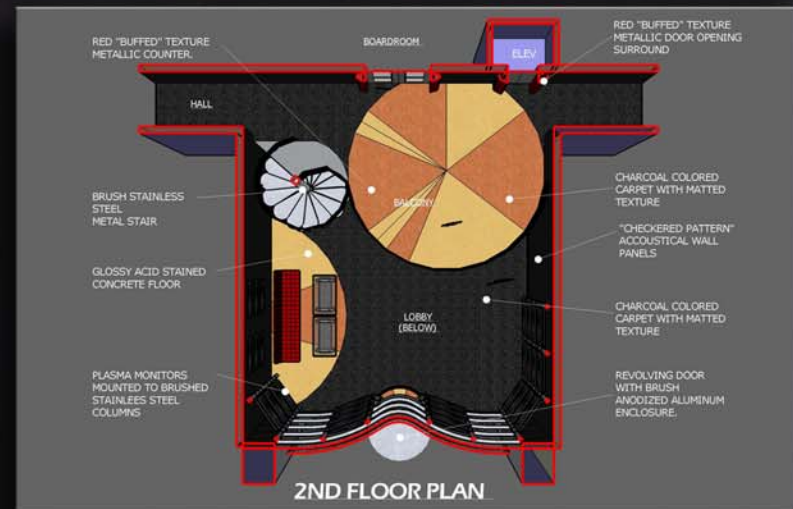 RED "BUFFED" TEXTURE
METALLIC COUNTER.
BOARDROOM
ELEV
RED "BUFFED" TEXTURE
METALLIC DOOR OPENING
SURROUND
HALL
BRUSH STAINLESS
STEEL
METAL STAIR
BALCONY
CHARCOAL COLORED
CARPET WITH MATTED
TEXTURE
"CHECKERED PATTERN"
ACCOUSTICAL WALL
PANELS
GLOSSY ACID STAINED
CONCRETE FLOOR
LOBBY
(BELOW)
CHARCOAL COLORED
CARPET WITH MATTED
TEXTURE
PLASMA MONITORS
MOUNTED TO BRUSHED
STAINLEES STEEL
COLUMNS
REVOLVING DOOR
WITH BRUSH
ANODIZED ALUMINUM
ENCLOSURE.
2ND FLOOR PLAN